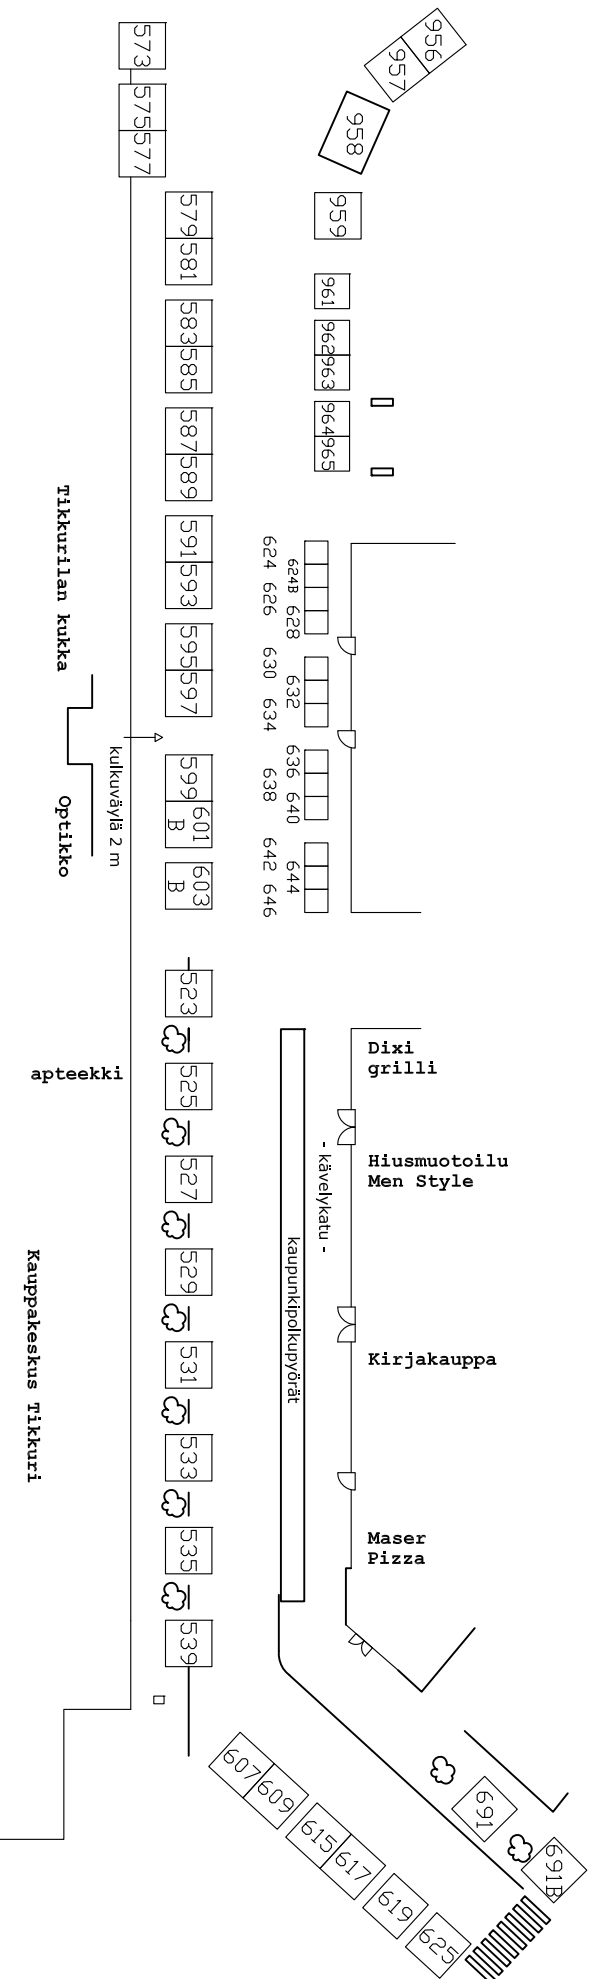 573
575
577
579
581
583
585
587
589
591
593
595
597
599
601
B
603
B
956
957
958
959
961
962
963
964
965
624
624B
626
628
630
632
634
636
638
640
642
644
646
Tikkurilan kukka
Optikko
kulkuväylä 2 m
523
apteekki
525
527
529
531
533
535
539
Kauppakeskus Tikkuri
kaupunkipolkupyörät
- kävelykatu -
Dixi
grilli
Hiusmuotoilu
Men Style
Kirjakauppa
Maser
Pizza
607
609
615
617
619
625
691
691B